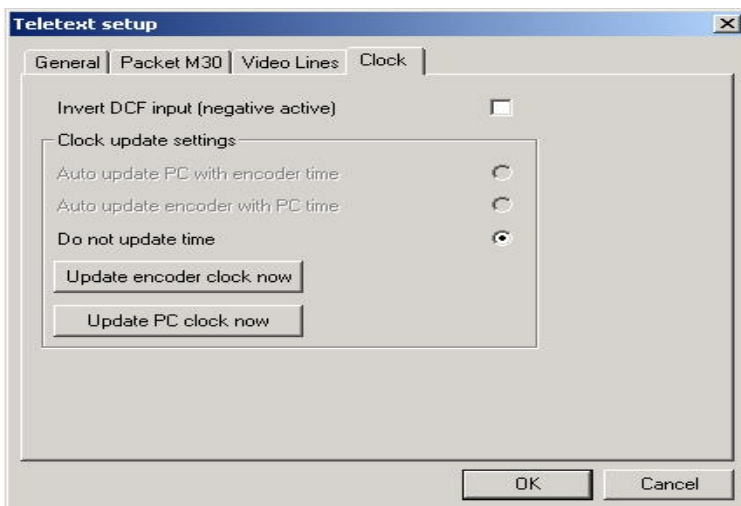 Teletext setup
General Packet M30 Video Lines Clock
Invert DCF input (negative active)
Clock update settings
Auto update PC with encoder time
Auto update encoder with PC time
Do not update time
Update encoder clock now
Update PC clock now
OK Cancel